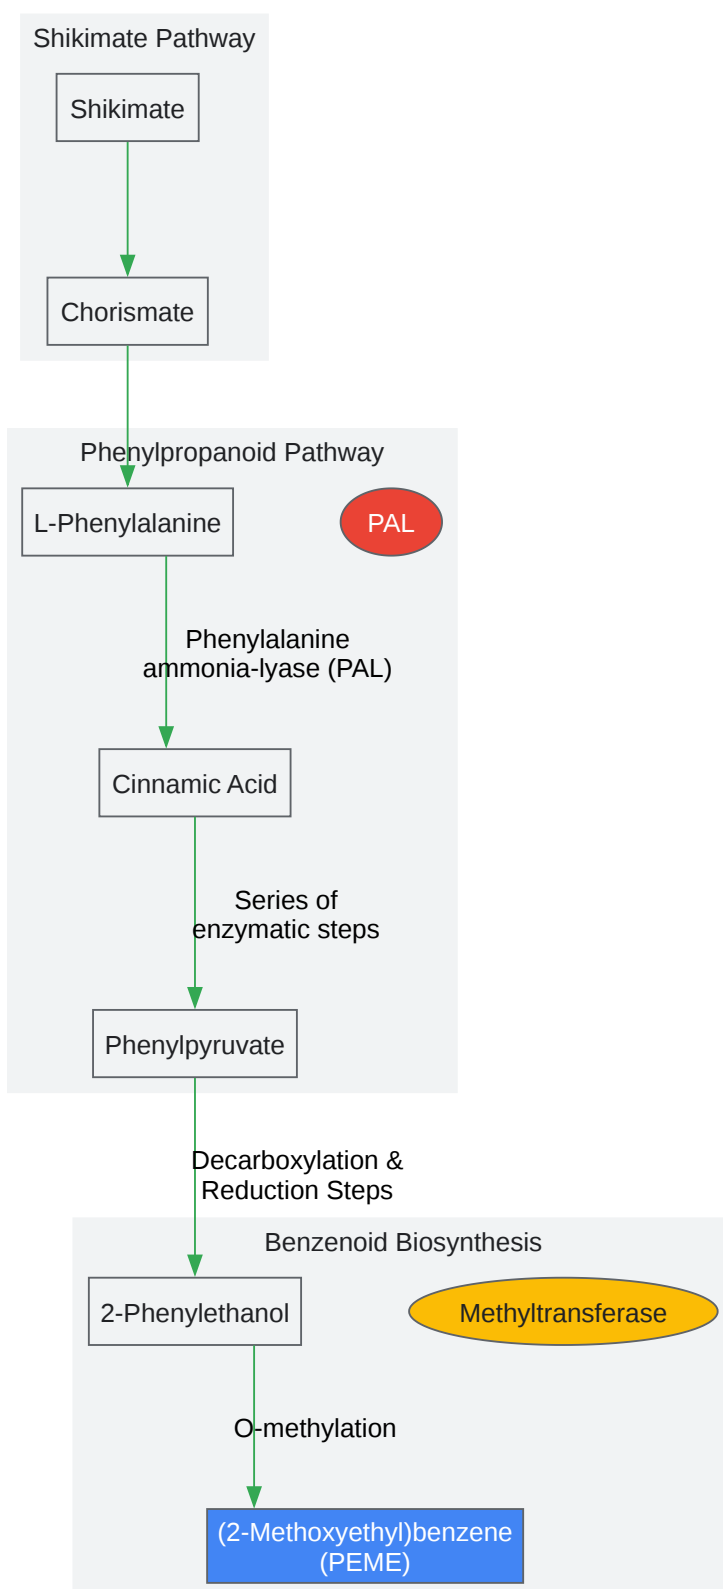 Shikimate Pathway
Shikimate
Chorismate
Phenylpropanoid Pathway
L-Phenylalanine
PAL
Phenylalanine
ammonia-lyase (PAL)
Cinnamic Acid
Series of
enzymatic steps
Phenylpyruvate
Decarboxylation &
Reduction Steps
Benzenoid Biosynthesis
2-Phenylethanol
Methyltransferase
O-methylation
(2-Methoxyethyl)benzene
(PEME)